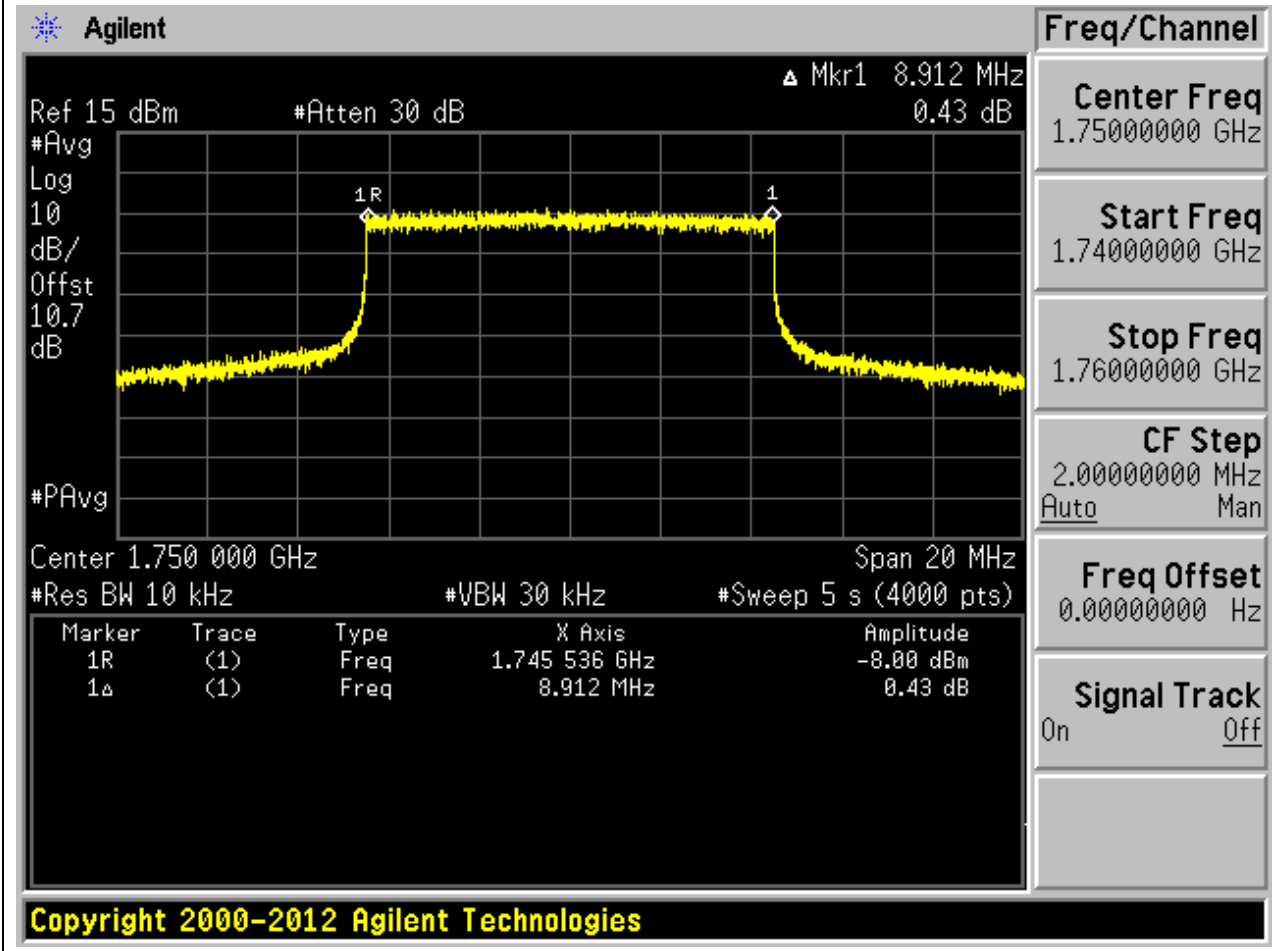 Agilent
Freq/Channel
Δ Mkr1 8.912 MHz
Ref 15 dBm #Atten 30 dB 0.43 dB
#Avg
Log
10
dB/
Offst
10.7
dB
#PAvg
1R 1
Center 1.750 000 GHz Span 20 MHz
#Res BW 10 kHz #VBW 30 kHz #Sweep 5 s (4000 pts)
Marker Trace Type X Axis Amplitude
1R (1) Freq 1.745 536 GHz -8.00 dBm
1Δ (1) Freq 8.912 MHz 0.43 dB
Center Freq
1.75000000 GHz
Start Freq
1.74000000 GHz
Stop Freq
1.76000000 GHz
CF Step
2.00000000 MHz
Auto Man
Freq Offset
0.00000000 Hz
Signal Track
On Off
Copyright 2000-2012 Agilent Technologies